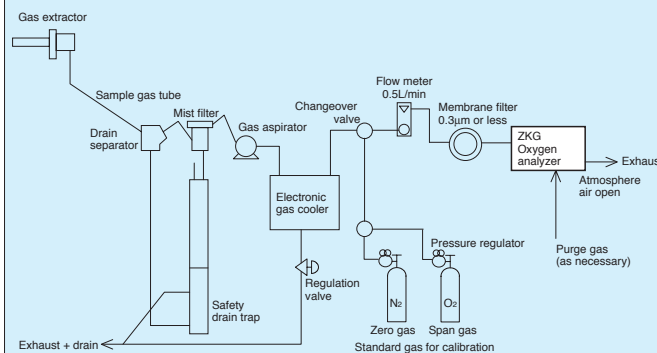 Gas extractor
Sample gas tube
Drain
separator
Mist filter
Gas aspirator
Electronic
gas cooler
Changeover
valve
Flow meter
0.5L/min
Membrane filter
0.3µm or less
ZKG
Oxygen
analyzer
Exhaust
Atmosphere
air open
Purge gas
(as necessary)
Pressure regulator
Regulation
valve
Safety
drain trap
N2
O2
Zero gas
Span gas
Standard gas for calibration
Exhaust + drain